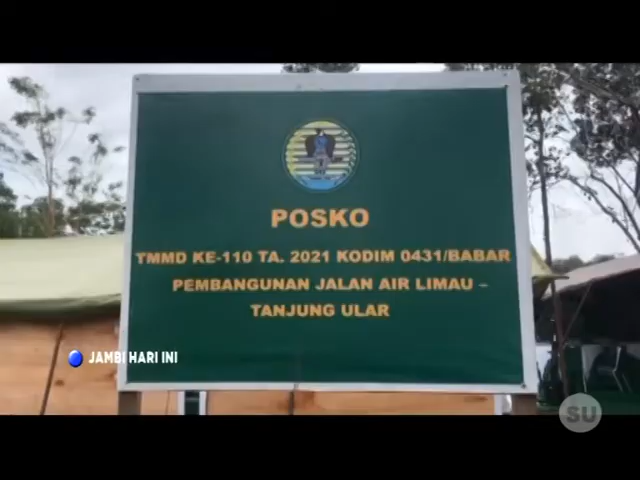 POSKO
TMMD KE-110 TA. 2021 KODIM 0431/BABAR
PEMBANGUNAN JALAN AIR LIMAU –
TANJUNG ULAR
JAMBI HARI INI
SU